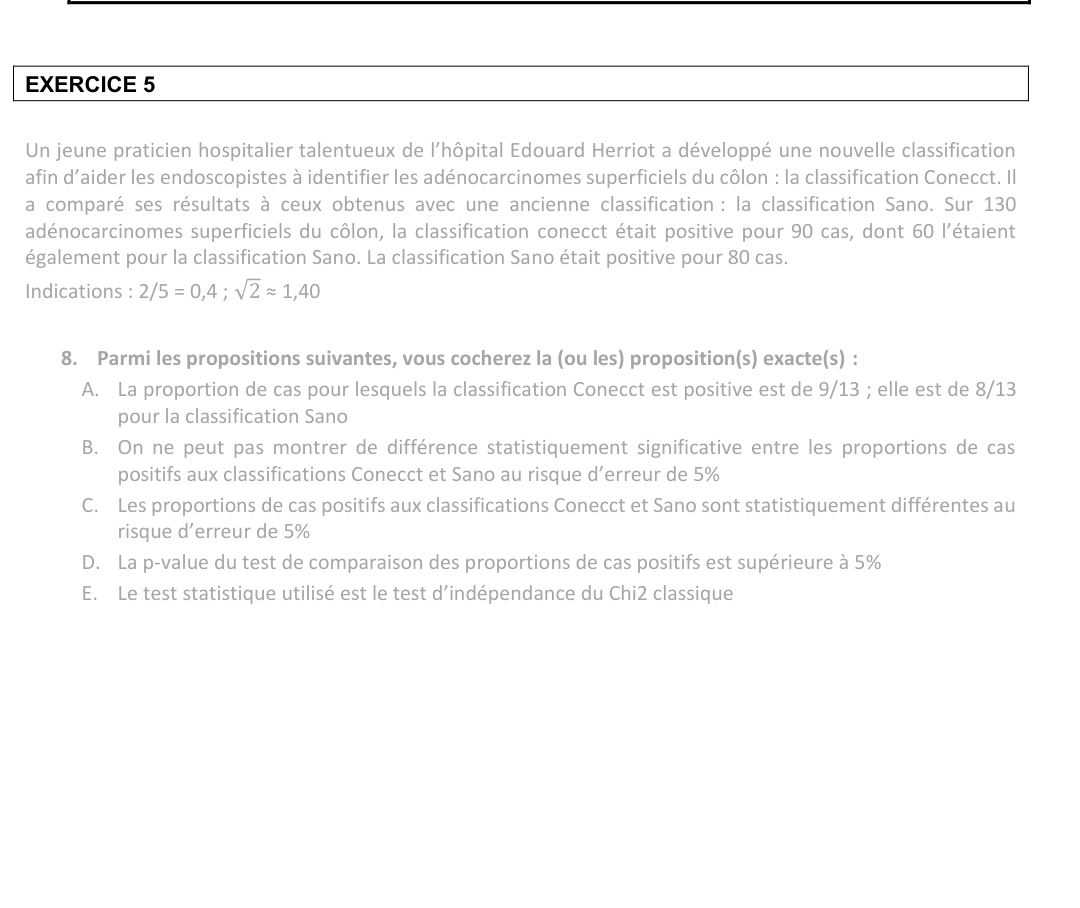 EXERCICE 5
Un jeune praticien hospitalier talentueux de l’hôpital Edouard Herriot a développé une nouvelle classification
afin d’aider les endoscopistes à identifier les adénocarcinomes superficiels du côlon : la classification Conecct. Il
a comparé ses résultats à ceux obtenus avec une ancienne classification : la classification Sano. Sur 130
adénocarcinomes superficiels du côlon, la classification conecct était positive pour 90 cas, dont 60 l’étaient
également pour la classification Sano. La classification Sano était positive pour 80 cas.
Indications : 2/5 = 0,4 ; √2 ≈ 1,40
8. Parmi les propositions suivantes, vous cocherez la (ou les) proposition(s) exacte(s) :
A. La proportion de cas pour lesquels la classification Conecct est positive est de 9/13 ; elle est de 8/13
pour la classification Sano
B. On ne peut pas montrer de différence statistiquement significative entre les proportions de cas
positifs aux classifications Conecct et Sano au risque d’erreur de 5%
C. Les proportions de cas positifs aux classifications Conecct et Sano sont statistiquement différentes au
risque d’erreur de 5%
D. La p-value du test de comparaison des proportions de cas positifs est supérieure à 5%
E. Le test statistique utilisé est le test d’indépendance du Chi2 classique